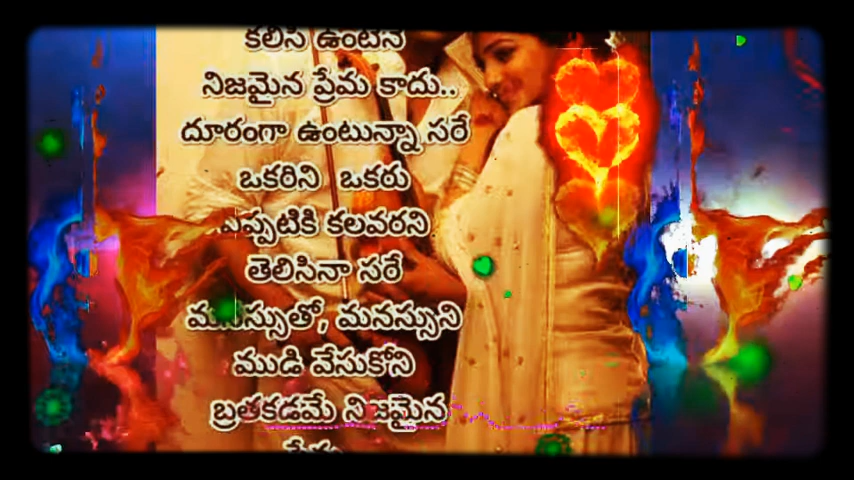 కలిసి ఉంటేనే
నిజమైన ప్రేమ కాదు..
దూరంగా ఉంటున్నా సరే
ఒకరిని ఒకరు
ఎప్పటికి కలవరని
తెలిసినా సరే
మనస్సుతో, మనస్సుని
ముడి వేసుకోని
బ్రతకడమే నిజమైన